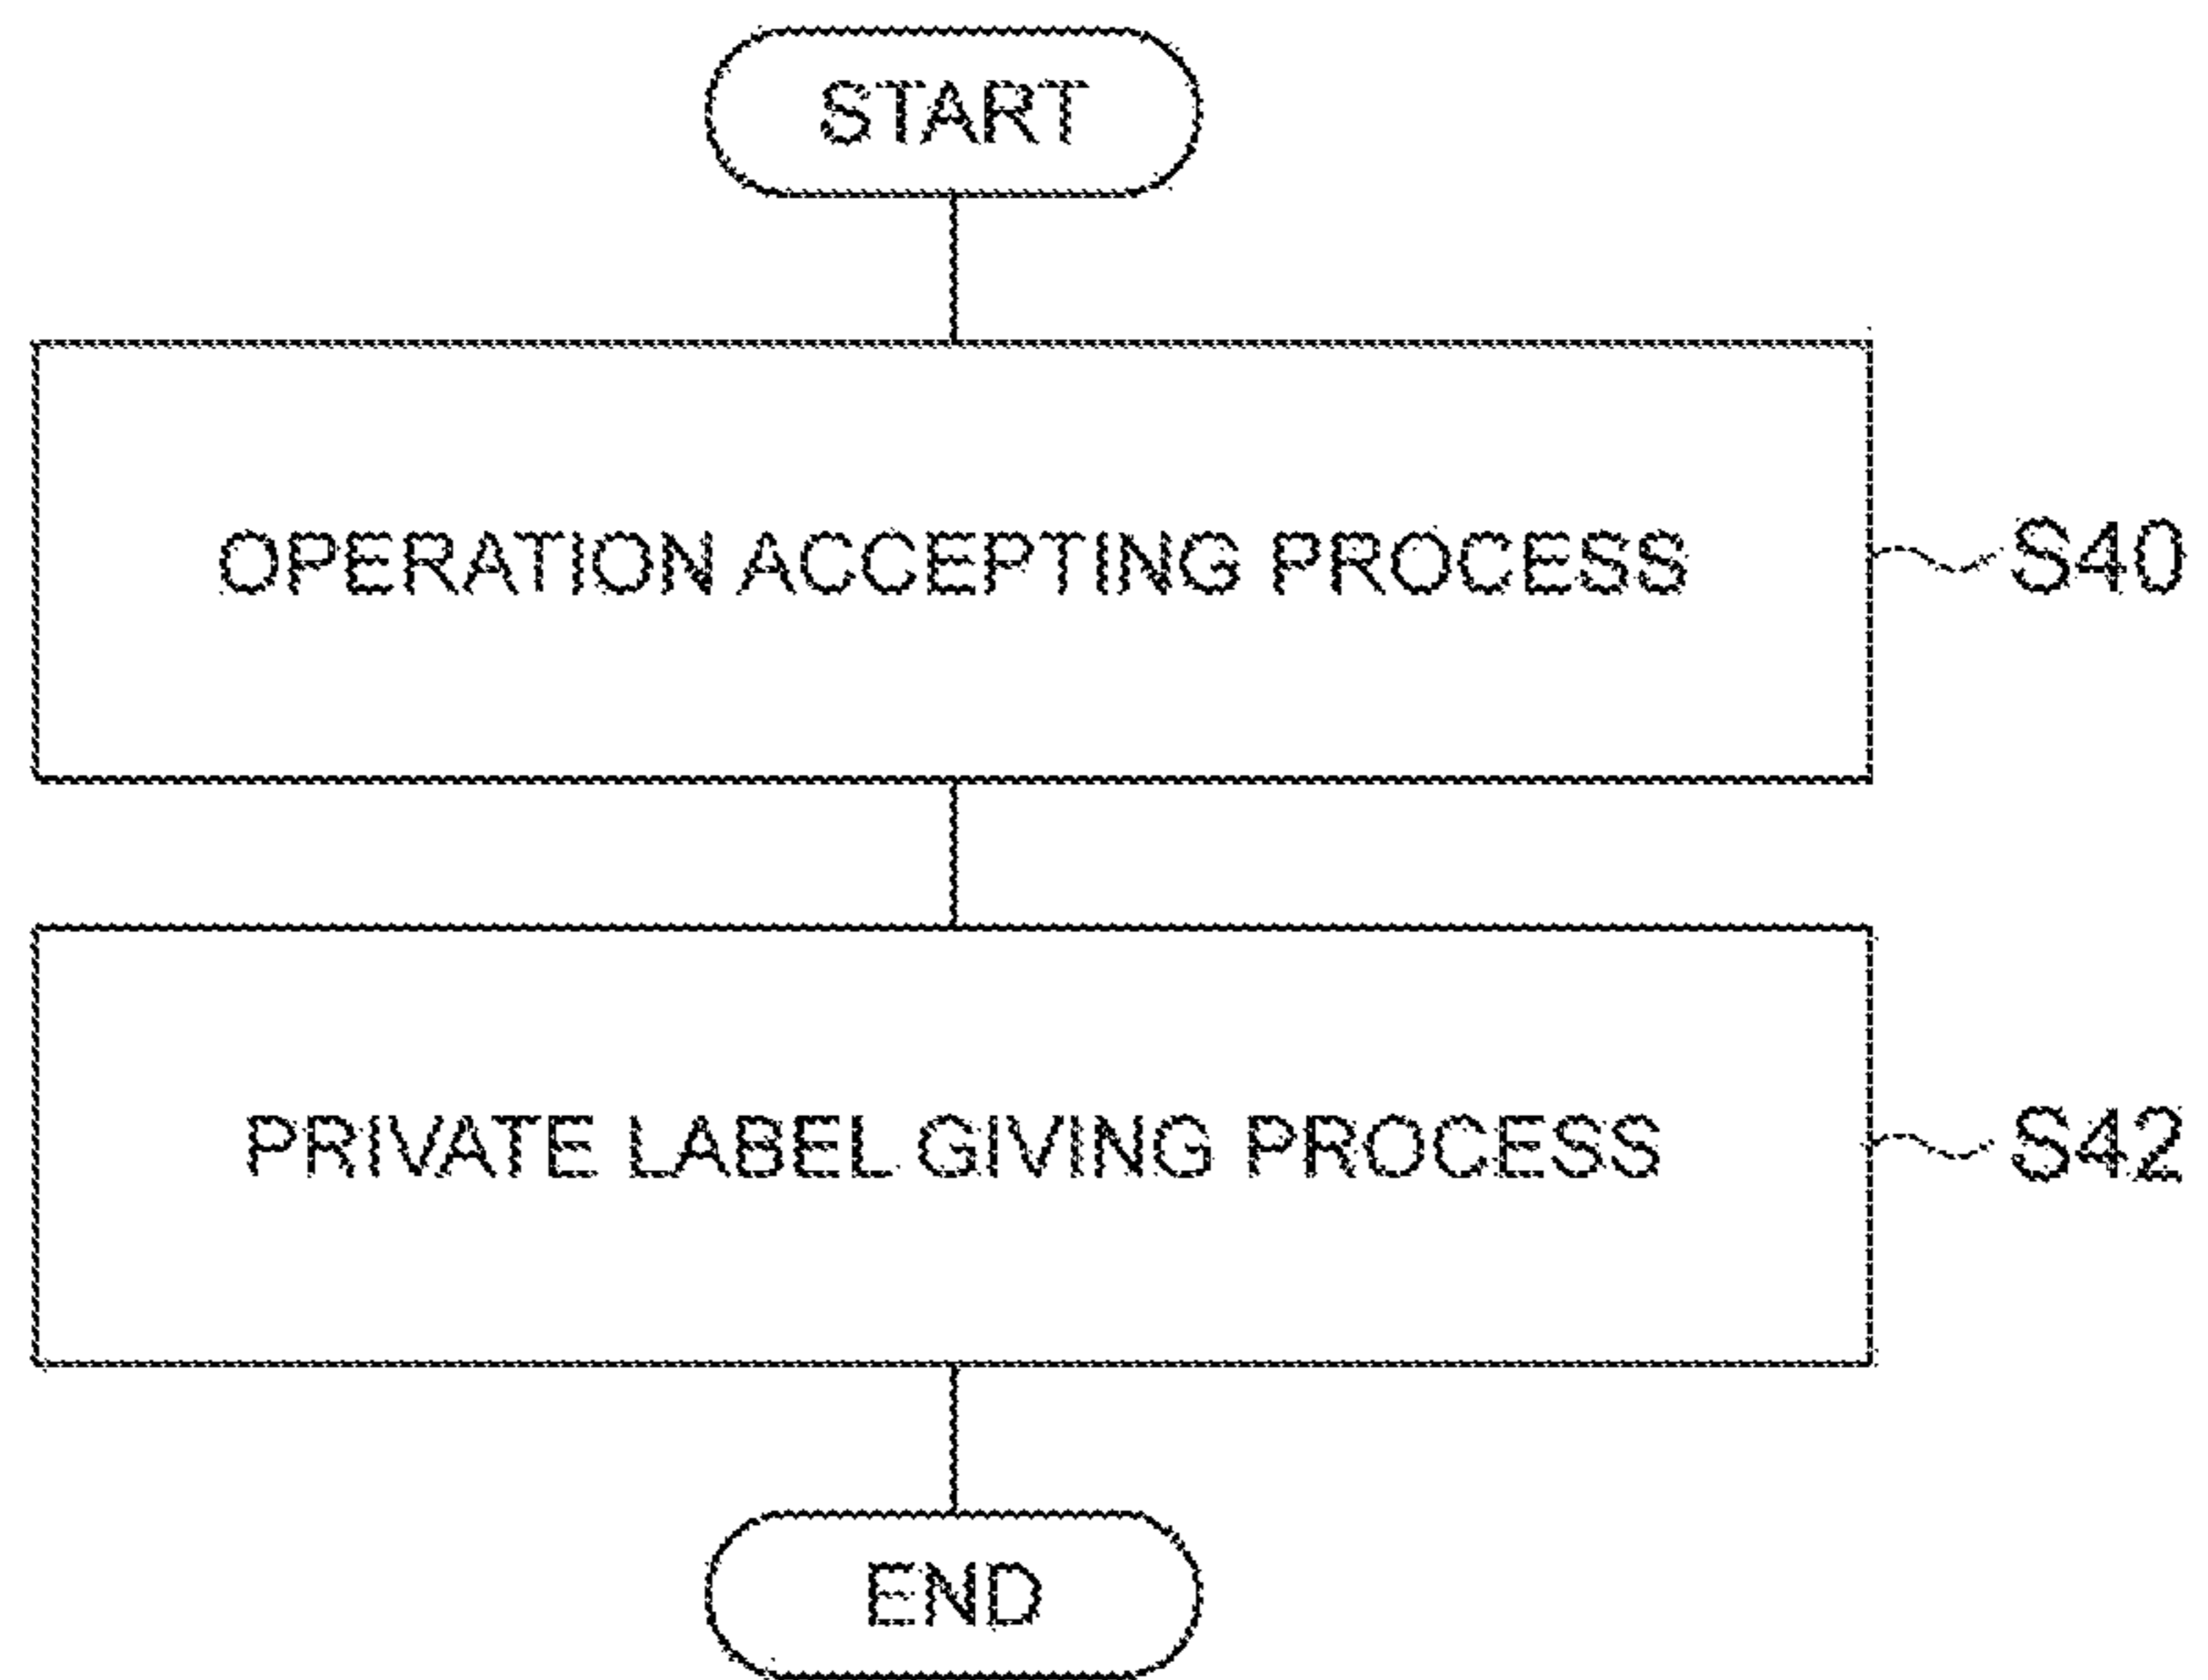 START
OPERATION ACCEPTING PROCESS
S40
PRIVATE LABEL GIVING PROCESS
S42
END